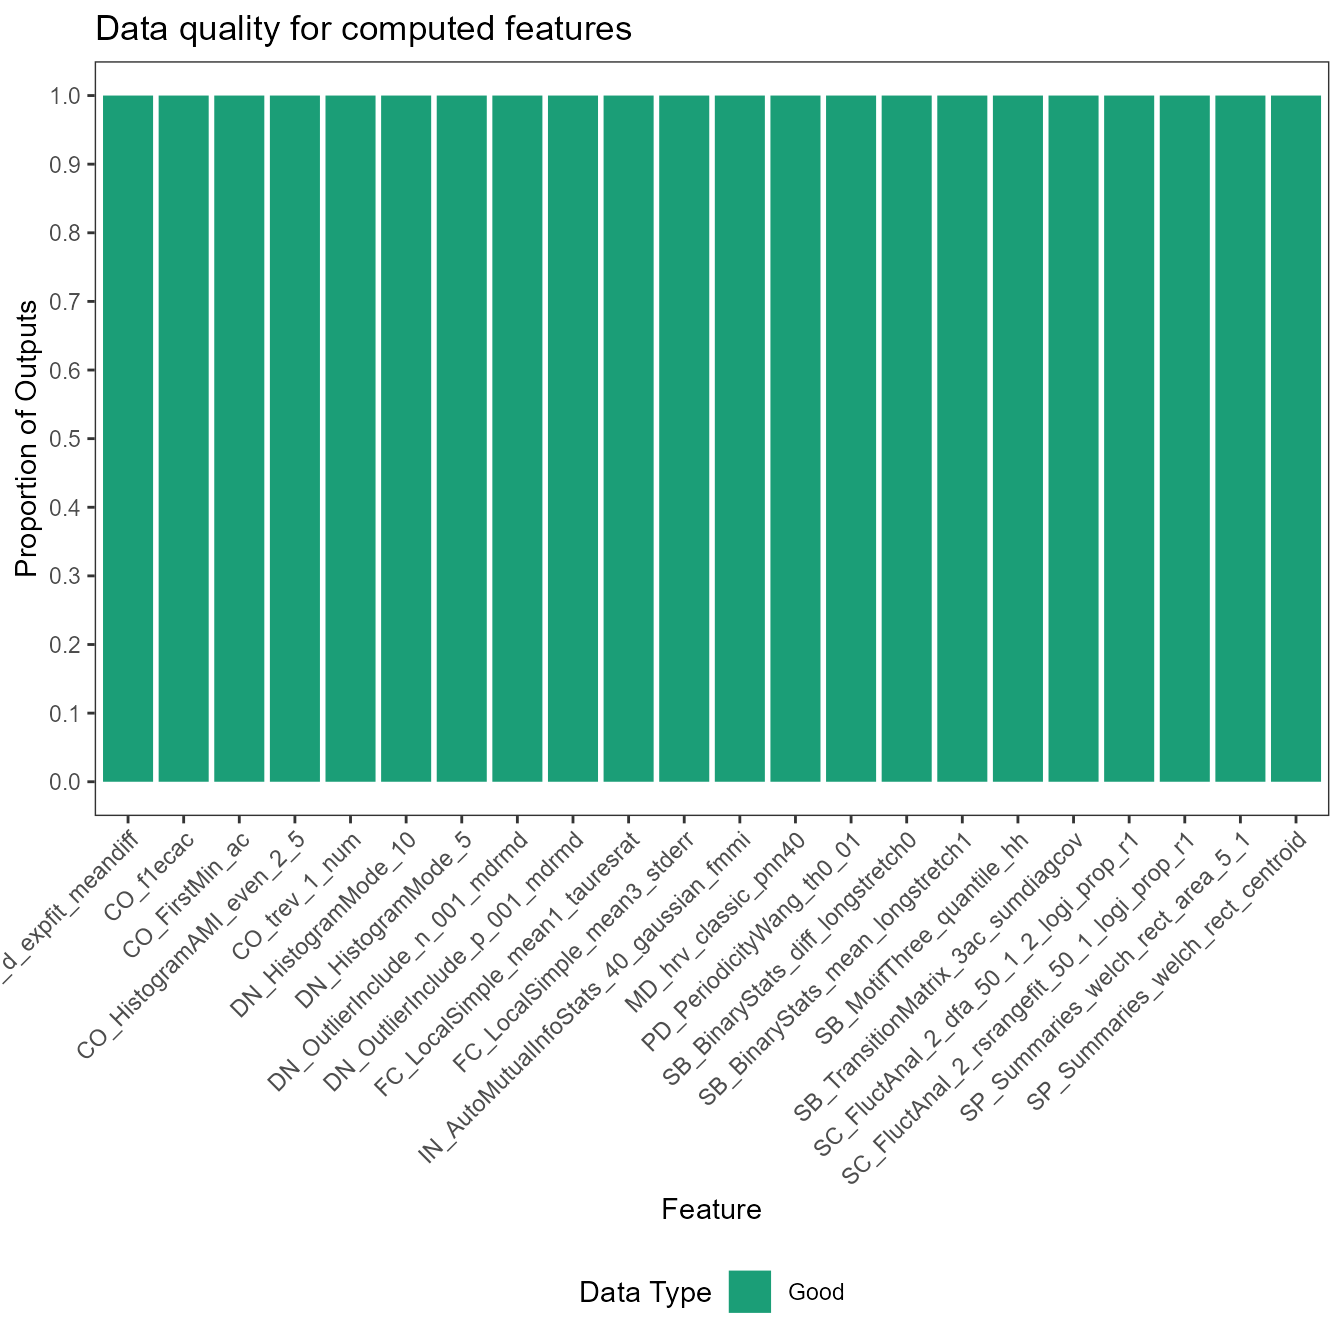 Data quality for computed features
Proportion of Outputs
1.0
0.9
0.8
0.7
0.6
0.5
0.4
0.3
0.2
0.1
0.0
_d_expfit_meandiff
CO_f1ecac
CO_FirstMin_ac
CO_HistogramAMI_even_2_5
CO_trev_1_num
DN_HistogramMode_10
DN_HistogramMode_5
DN_OutlierInclude_n_001_mdrmd
DN_OutlierInclude_p_001_mdrmd
FC_LocalSimple_mean1_tauresrat
FC_LocalSimple_mean3_stderr
IN_AutoMutualInfoStats_40_gaussian_fmmi
MD_hrv_classic_pnn40
PD_PeriodicityWang_th0_01
SB_BinaryStats_diff_longstretch0
SB_BinaryStats_mean_longstretch1
SB_MotifThree_quantile_hh
SB_TransitionMatrix_3ac_sumdiagcov
SC_FluctAnal_2_dfa_50_1_2_logi_prop_r1
SC_FluctAnal_2_rsrangefit_50_1_logi_prop_r1
SP_Summaries_welch_rect_area_5_1
SP_Summaries_welch_rect_centroid
Feature
Data Type
Good